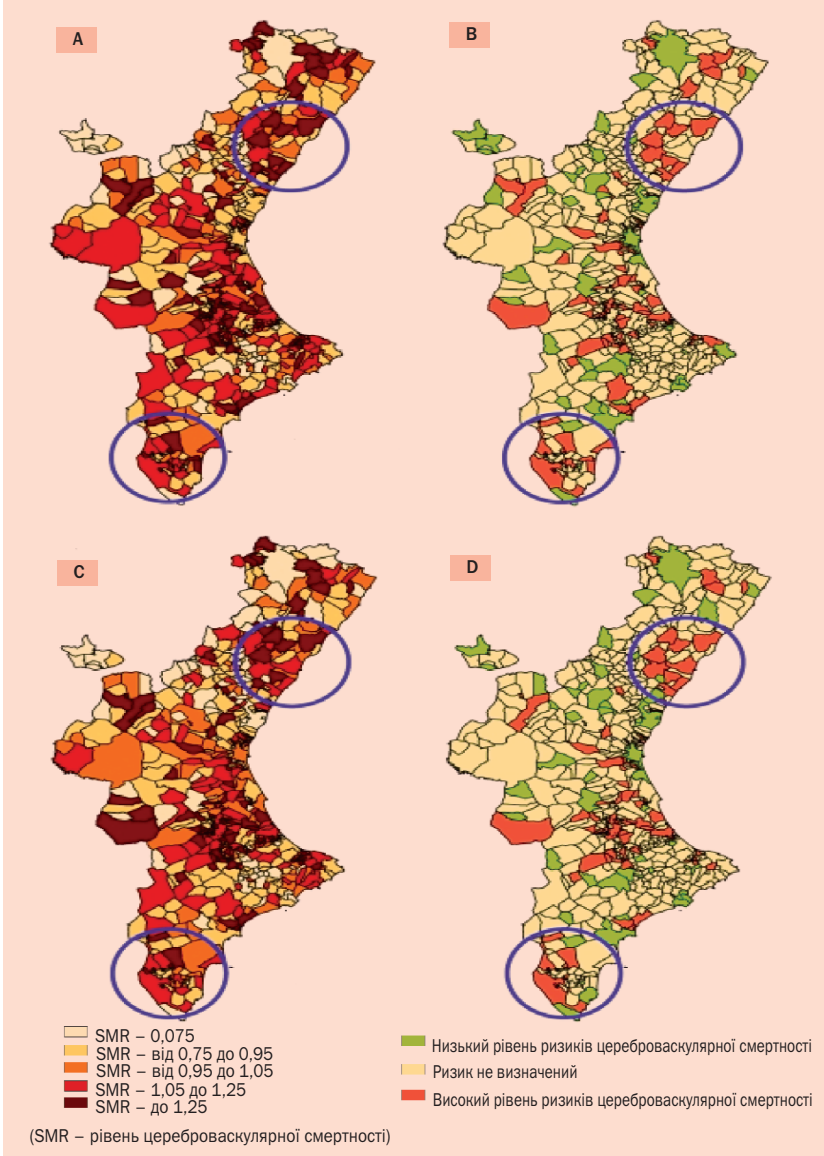 A
B
C
D
SMR – 0,075
SMR – від 0,75 до 0,95
SMR – від 0,95 до 1,05
SMR – 1,05 до 1,25
SMR – до 1,25
(SMR – рівень цереброваскулярної смертності)
Низький рівень ризиків цереброваскулярної смертності
Ризик не визначений
Високий рівень ризиків цереброваскулярної смертності